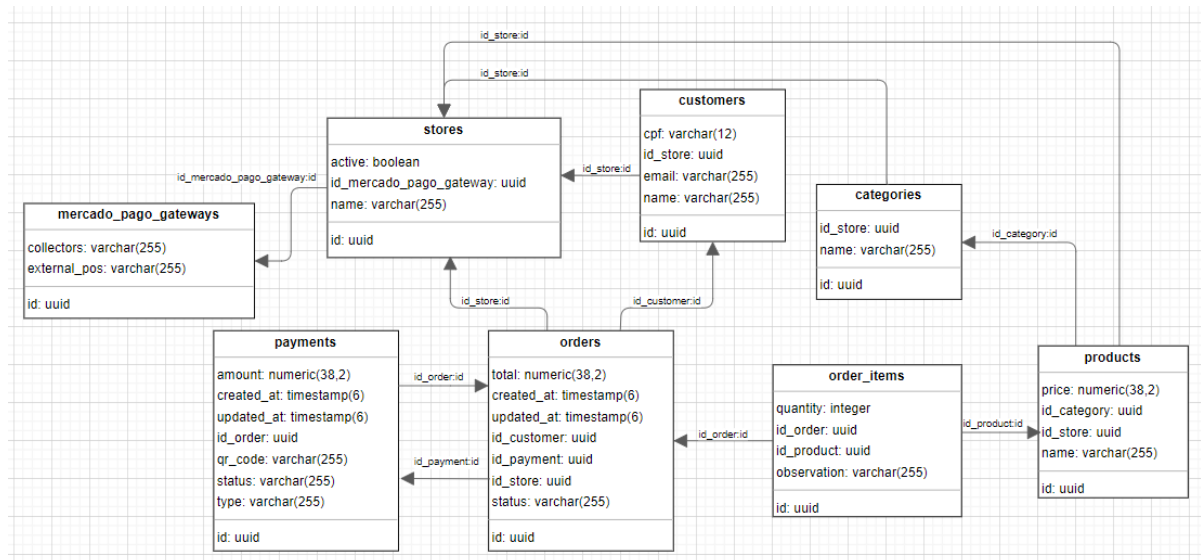 id_store:id
id_store:id
customers
cpf: varchar(12)
id_store: uuid
email: varchar(255)
name: varchar(255)
id: uuid
stores
active: boolean
id_mercado_pago_gateway: uuid
name: varchar(255)
id: uuid
id_store:id
id_mercado_pago_gateway:id
mercado_pago_gateways
collectors: varchar(255)
external_pos: varchar(255)
id: uuid
categories
id_store: uuid
name: varchar(255)
id: uuid
id_category:id
id_store:id
id_customer:id
payments
amount: numeric(38,2)
created_at: timestamp(6)
updated_at: timestamp(6)
id_order: uuid
qr_code: varchar(255)
status: varchar(255)
type: varchar(255)
id: uuid
id_order:id
id_payment:id
orders
total: numeric(38,2)
created_at: timestamp(6)
updated_at: timestamp(6)
id_customer: uuid
id_payment: uuid
id_store: uuid
status: varchar(255)
id: uuid
id_order:id
order_items
quantity: integer
id_order: uuid
id_product: uuid
observation: varchar(255)
id: uuid
id_product:id
products
price: numeric(38,2)
id_category: uuid
id_store: uuid
name: varchar(255)
id: uuid